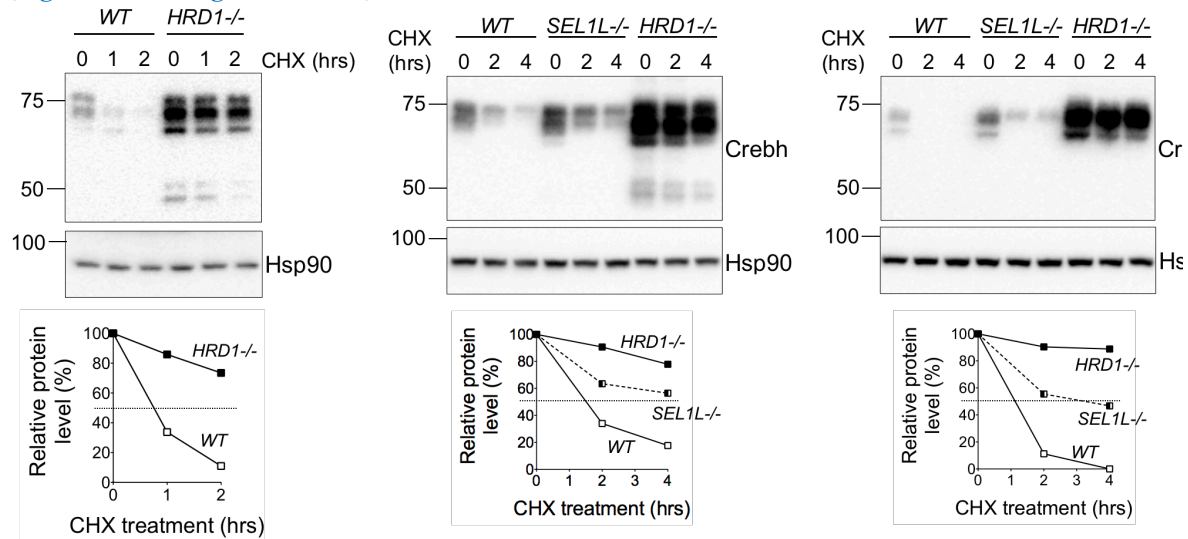 WT HRD1-/-
0 1 2 0 1 2 CHX (hrs)
75
50
100
Hsp90
Relative protein level (%)
100
80
60
40
20
0
HRD1-/-
WT
0 1 2
CHX treatment (hrs)
CHX (hrs)
WT SEL1L-/- HRD1-/-
0 2 4 0 2 4 0 2 4
75
Crebh
50
100
Hsp90
Relative protein level (%)
100
80
60
40
20
0
HRD1-/-
SEL1L-/-
WT
0 1 2 3 4
CHX treatment (hrs)
CHX (hrs)
WT SEL1L-/- HRD1-/-
0 2 4 0 2 4 0 2 4
75
Cr
50
100
Hs
Relative protein level (%)
100
80
60
40
20
0
HRD1-/-
SEL1L-/-
WT
0 1 2 3 4
CHX treatment (hrs)